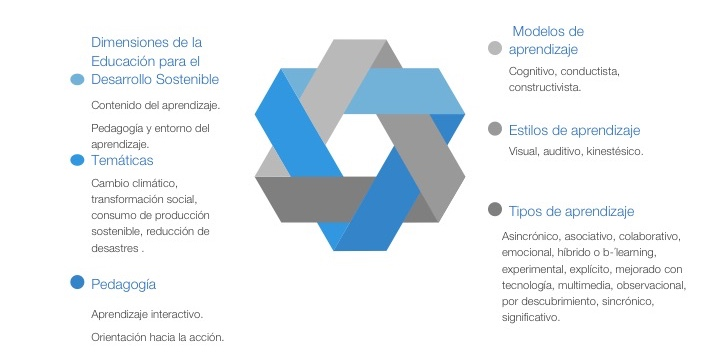 Dimensiones de la
Educación para el
Desarrollo Sostenible
Contenido del aprendizaje.
Pedagogía y entorno del
aprendizaje.
Temáticas
Cambio climático,
transformación social,
consumo de producción
sostenible, reducción de
desastres .
Pedagogía
Aprendizaje interactivo.
Orientación hacia la acción.
Modelos de
aprendizaje
Cognitivo, conductista,
constructivista.
Estilos de aprendizaje
Visual, auditivo, kinestésico.
Tipos de aprendizaje
Asincrónico, asociativo, colaborativo,
emocional, híbrido o b-´learning,
experimental, explícito, mejorado con
tecnología, multimedia, observacional,
por descubrimiento, sincrónico,
significativo.